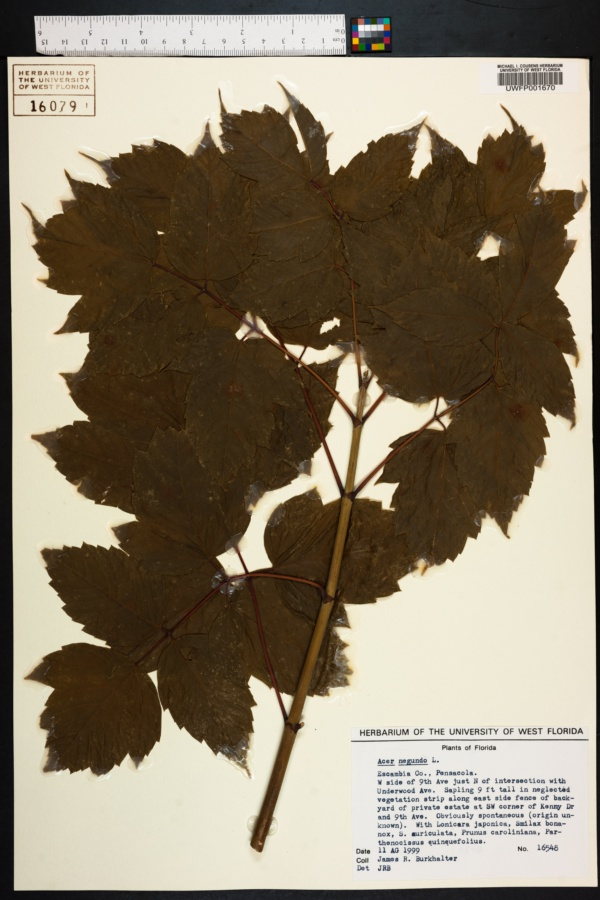 HERBARIUM OF
THE UNIVERSITY
OF WEST FLORIDA
16079
MICHAEL I. COUSENS HERBARIUM
UNIVERSITY OF WEST FLORIDA
UWFP001670
HERBARIUM OF THE UNIVERSITY OF WEST FLORIDA
Plants of Florida
Acer negundo L.
Escambia Co., Pensacola.
W side of 9th Ave just N of intersection with
Underwood Ave. Sapling 9 ft tall in neglected
vegetation strip along east side fence of back-
yard of private estate at SW corner of Kenny Dr
and 9th Ave. Obviously spontaneous (origin un-
known). With Lonicara japonica, Smilax bona-
nox, S. auriculata, Prunus caroliniana, Par-
thenocissus quinquefolius.
Date 11 AG 1999 No. 16548
Coll James R. Burkhalter
Det JRB